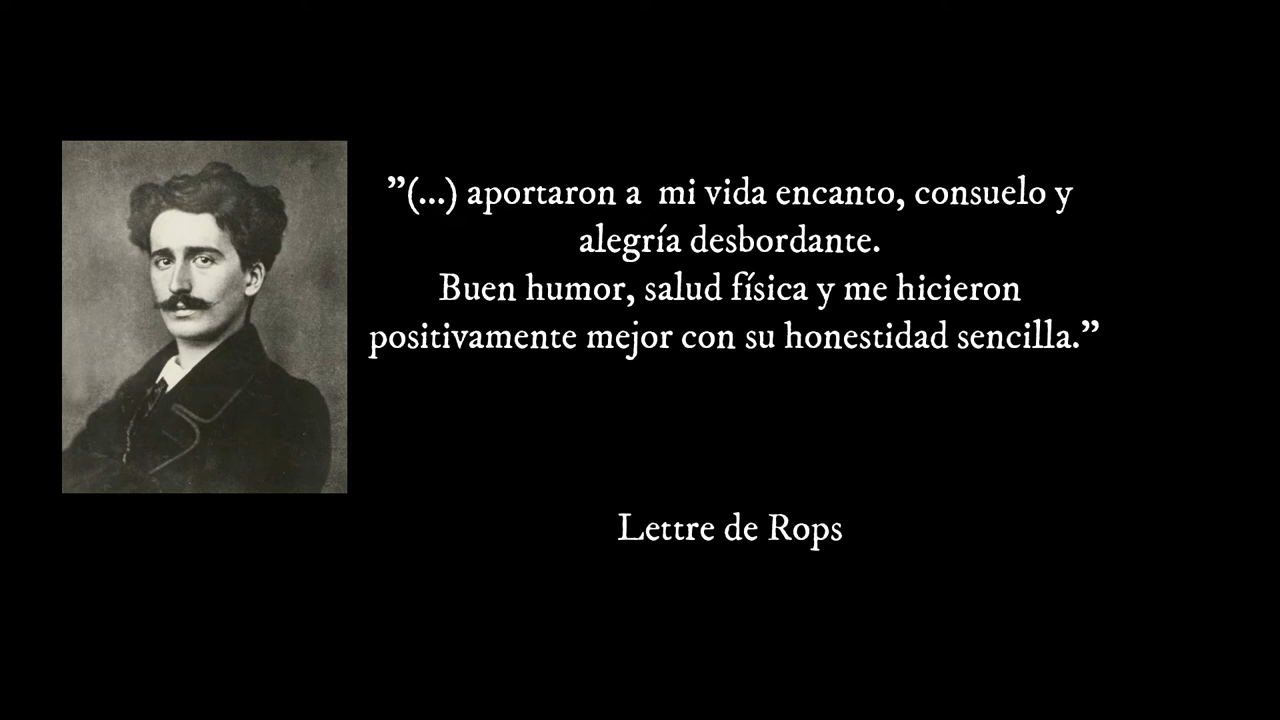 ”(...) aportaron a mi vida encanto, consuelo y
alegría desbordante.
Buen humor, salud física y me hicieron
positivamente mejor con su honestidad sencilla.”
Lettre de Rops